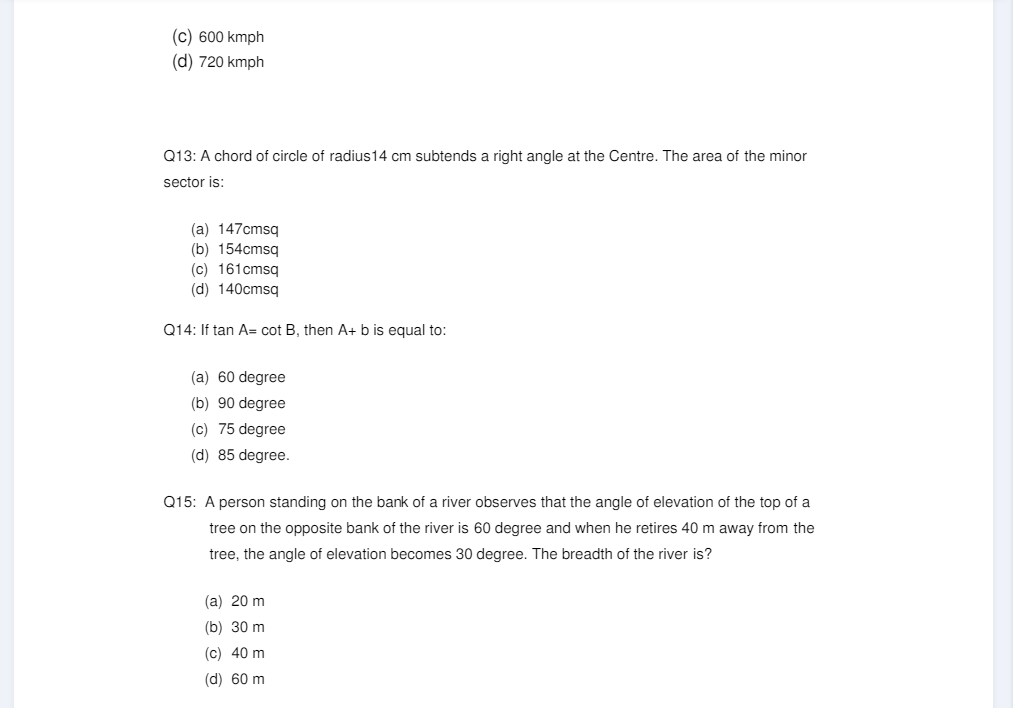 (c) 600 kmph
(d) 720 kmph
Q13: A chord of circle of radius14 cm subtends a right angle at the Centre. The area of the minor
sector is:
(a) 147cmsq
(b) 154cmsq
(c) 161cmsq
(d) 140cmsq
Q14: If tan A= cot B, then A+ b is equal to:
(a) 60 degree
(b) 90 degree
(c) 75 degree
(d) 85 degree.
Q15: A person standing on the bank of a river observes that the angle of elevation of the top of a
tree on the opposite bank of the river is 60 degree and when he retires 40 m away from the
tree, the angle of elevation becomes 30 degree. The breadth of the river is?
(a) 20 m
(b) 30 m
(c) 40 m
(d) 60 m